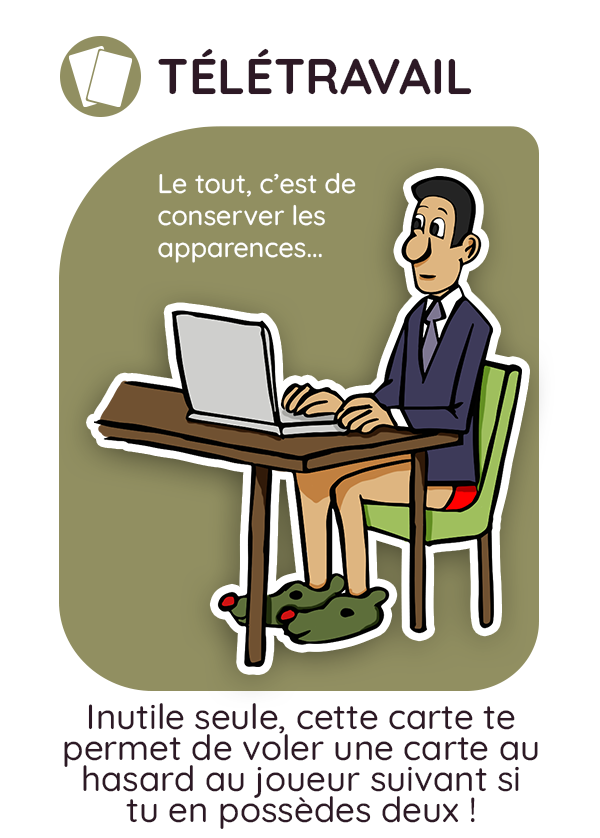 TÉLÉTRAVAIL
Le tout, c’est de
conserver les
apparences...
Inutile seule, cette carte te
permet de voler une carte au
hasard au joueur suivant si
tu en possèdes deux !